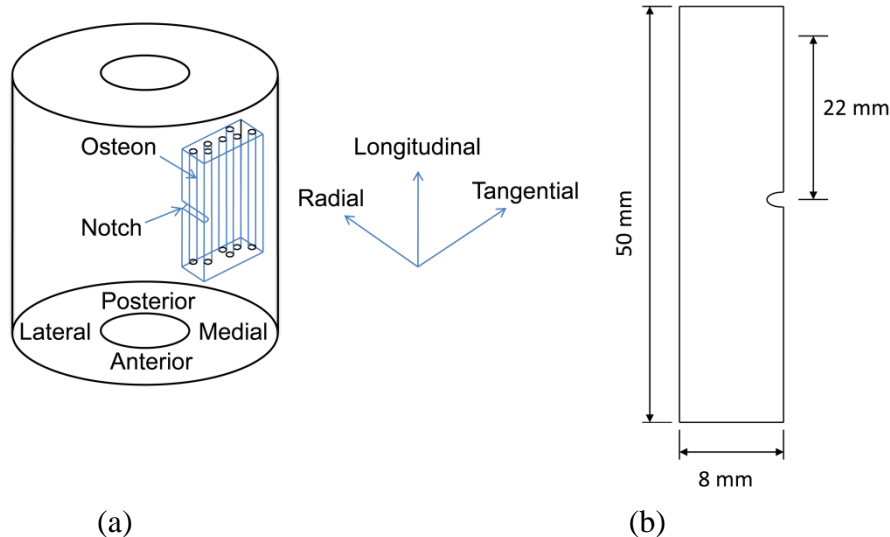 Osteon
Notch
Posterior
Lateral
Medial
Anterior
Longitudinal
Radial
Tangential
50 mm
22 mm
8 mm
(a)
(b)